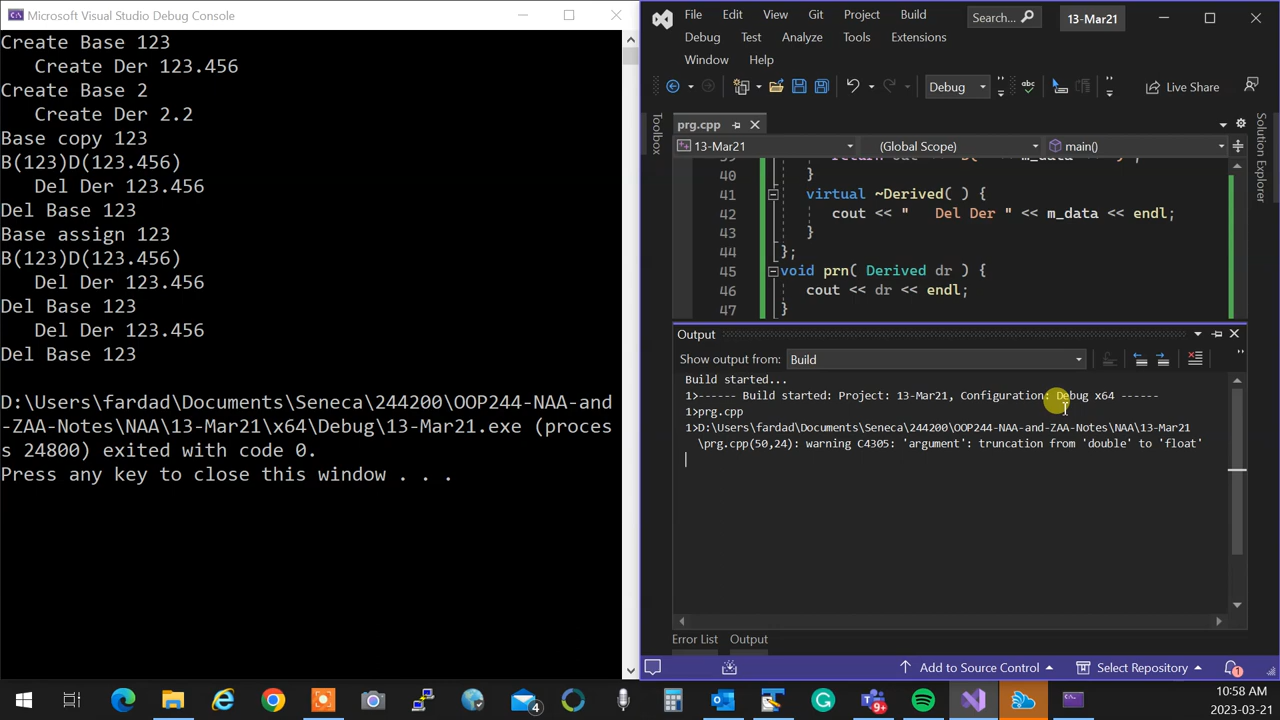 Microsoft Visual Studio Debug Console
Create Base 123
Create Der 123.456
Create Base 2
Create Der 2.2
Base copy 123
B(123)D(123.456)
Del Der 123.456
Del Base 123
Base assign 123
B(123)D(123.456)
Del Der 123.456
Del Base 123
Del Der 123.456
Del Base 123
D:\Users\fardad\Documents\Seneca\244200\OOP244-NAA-and
-ZAA-Notes\NAA\13-Mar21\x64\Debug\13-Mar21.exe (proces
s 24800) exited with code 0.
Press any key to close this window . . .
File Edit View Git Project Build Search... 13-Mar21
Debug Test Analyze Tools Extensions
Window Help
Debug Live Share
Toolbox
Solution Explorer
prg.cpp
13-Mar21 (Global Scope) main()
40 }
41 virtual ~Derived( ) {
42 cout << "   Del Der " << m_data << endl;
43 }
44 };
45 void prn( Derived dr ) {
46 cout << dr << endl;
47 }
Output
Show output from: Build
Build started...
1>------ Build started: Project: 13-Mar21, Configuration: Debug x64 ------
1>prg.cpp
1>D:\Users\fardad\Documents\Seneca\244200\OOP244-NAA-and-ZAA-Notes\NAA\13-Mar21
\prg.cpp(50,24): warning C4305: 'argument': truncation from 'double' to 'float'
Error List Output
Add to Source Control Select Repository 1
4 9+ 10:58 AM
2023-03-21